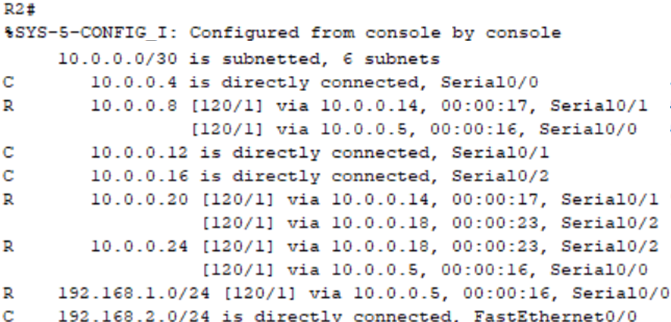 R2#
%SYS-5-CONFIG_I: Configured from console by console
10.0.0.0/30 is subnetted, 6 subnets
C 10.0.0.4 is directly connected, Serial0/0
R 10.0.0.8 [120/1] via 10.0.0.14, 00:00:17, Serial0/1
[120/1] via 10.0.0.5, 00:00:16, Serial0/0
C 10.0.0.12 is directly connected, Serial0/1
C 10.0.0.16 is directly connected, Serial0/2
R 10.0.0.20 [120/1] via 10.0.0.14, 00:00:17, Serial0/1
[120/1] via 10.0.0.18, 00:00:23, Serial0/2
R 10.0.0.24 [120/1] via 10.0.0.18, 00:00:23, Serial0/2
[120/1] via 10.0.0.5, 00:00:16, Serial0/0
R 192.168.1.0/24 [120/1] via 10.0.0.5, 00:00:16, Serial0/0
C 192.168.2.0/24 is directly connected, FastEthernet0/0